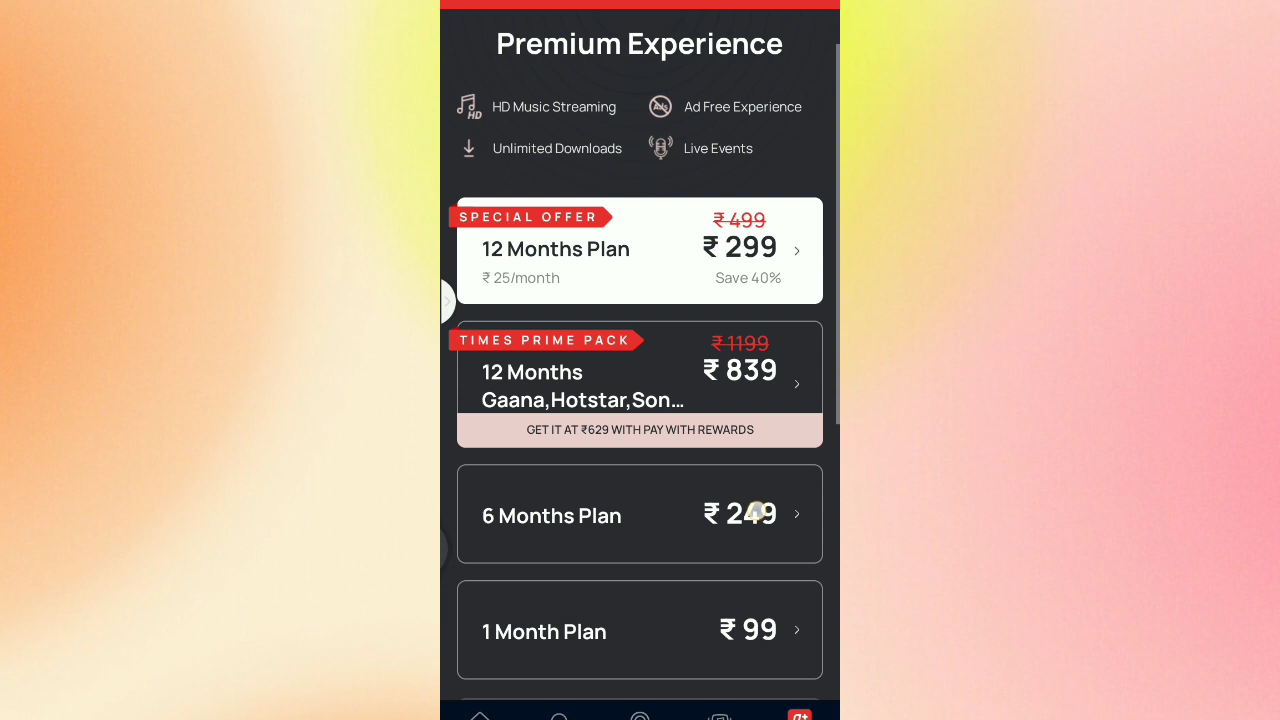 Premium Experience
HD Music Streaming
Ad Free Experience
Unlimited Downloads
Live Events
SPECIAL OFFER
₹ 499
12 Months Plan
₹ 299
₹ 25/month
Save 40%
TIMES PRIME PACK
₹ 1199
12 Months
₹ 839
Gaana,Hotstar,Son...
GET IT AT ₹629 WITH PAY WITH REWARDS
6 Months Plan
₹ 249
1 Month Plan
₹ 99